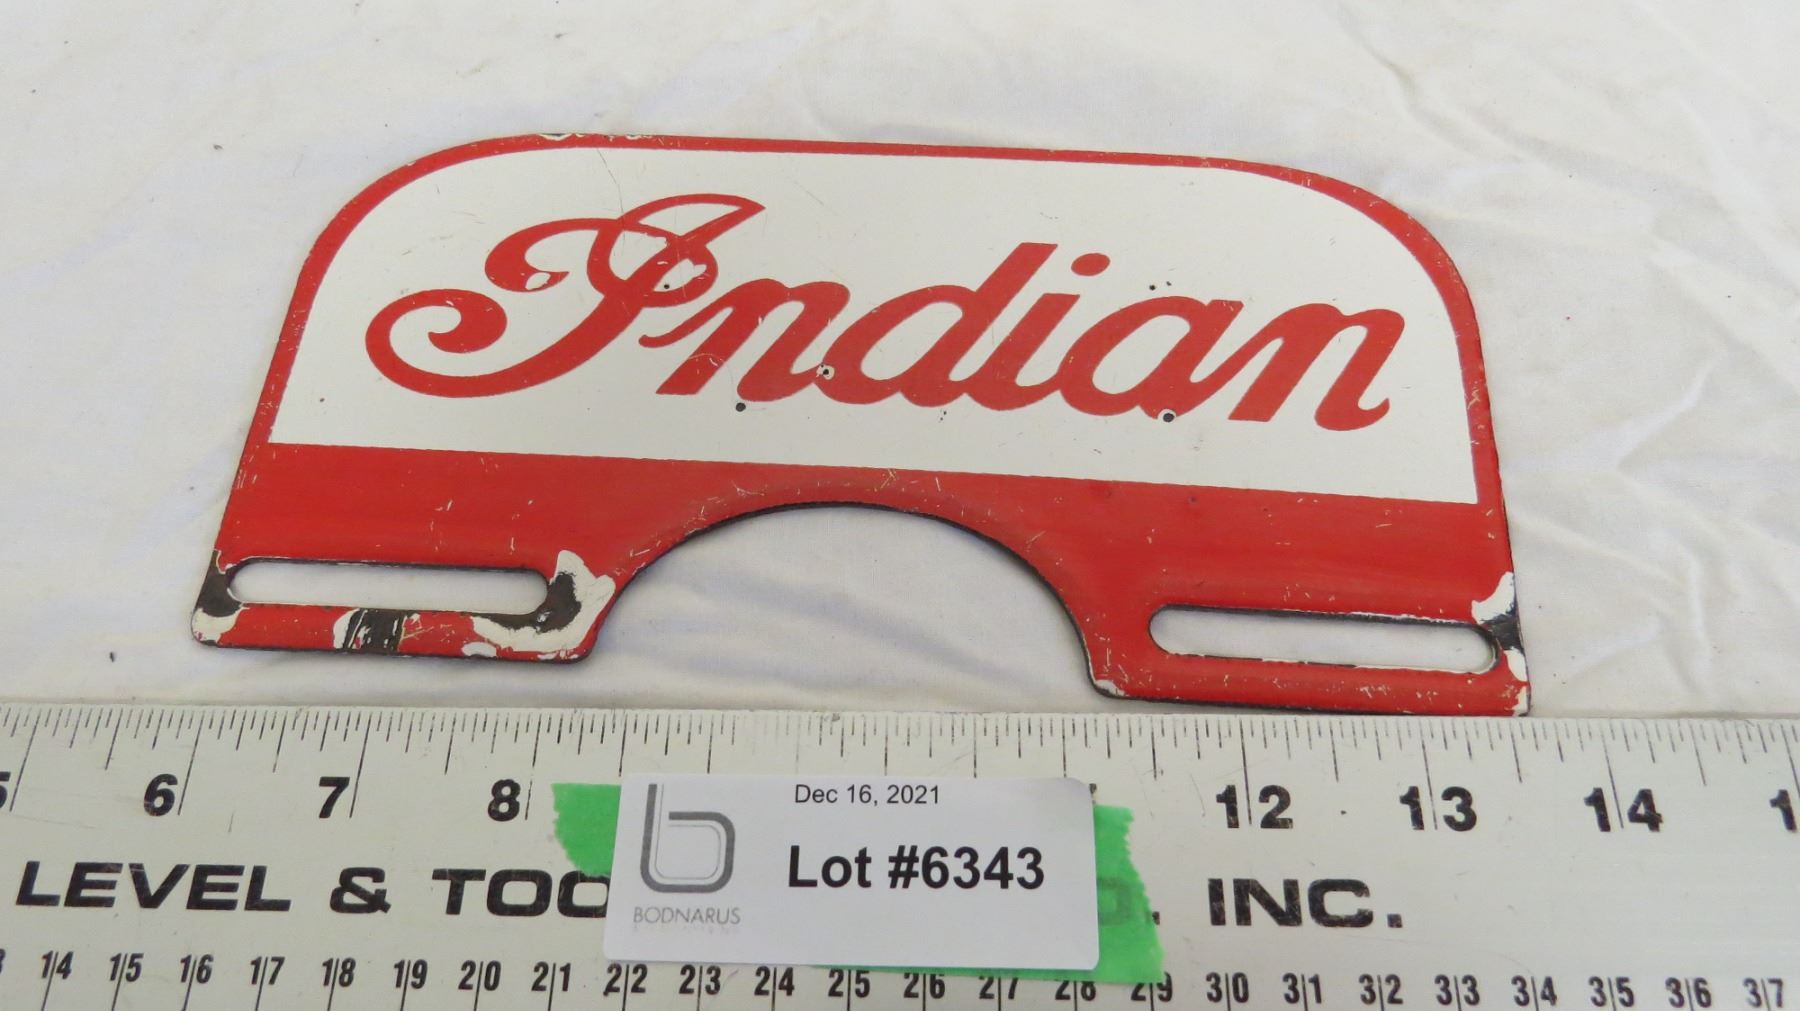 Indian
5 6 7 8 12 13 14 1
Dec 16, 2021
Lot #6343
BODNARUS
LEVEL & TOO . INC.
14 15 16 17 18 19 20 21 22 23 24 25 26 27 28 29 30 31 32 33 34 35 36 37